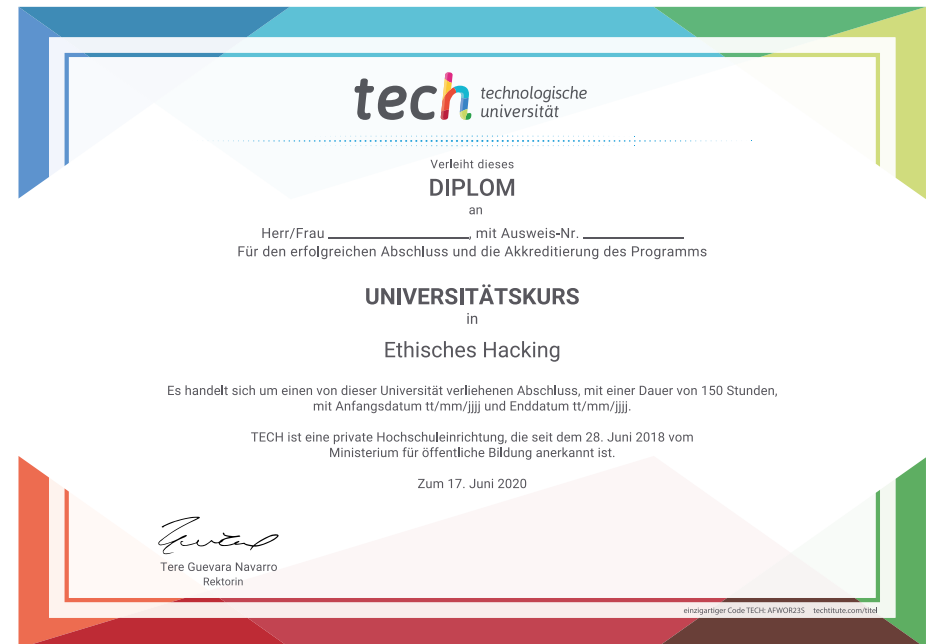 tech technologische
universität
Verleiht dieses
DIPLOM
an
Herr/Frau ____________, mit Ausweis-Nr. ____________
Für den erfolgreichen Abschluss und die Akkreditierung des Programms
UNIVERSITÄTSKURS
in
Ethisches Hacking
Es handelt sich um einen von dieser Universität verliehenen Abschluss, mit einer Dauer von 150 Stunden,
mit Anfangsdatum tt/mm/jjjj und Enddatum tt/mm/jjjj.
TECH ist eine private Hochschuleinrichtung, die seit dem 28. Juni 2018 vom
Ministerium für öffentliche Bildung anerkannt ist.
Zum 17. Juni 2020
Tere Guevara Navarro
Rektorin
einzigartiger Code TECH: AFWOR23S techtitute.com/titel